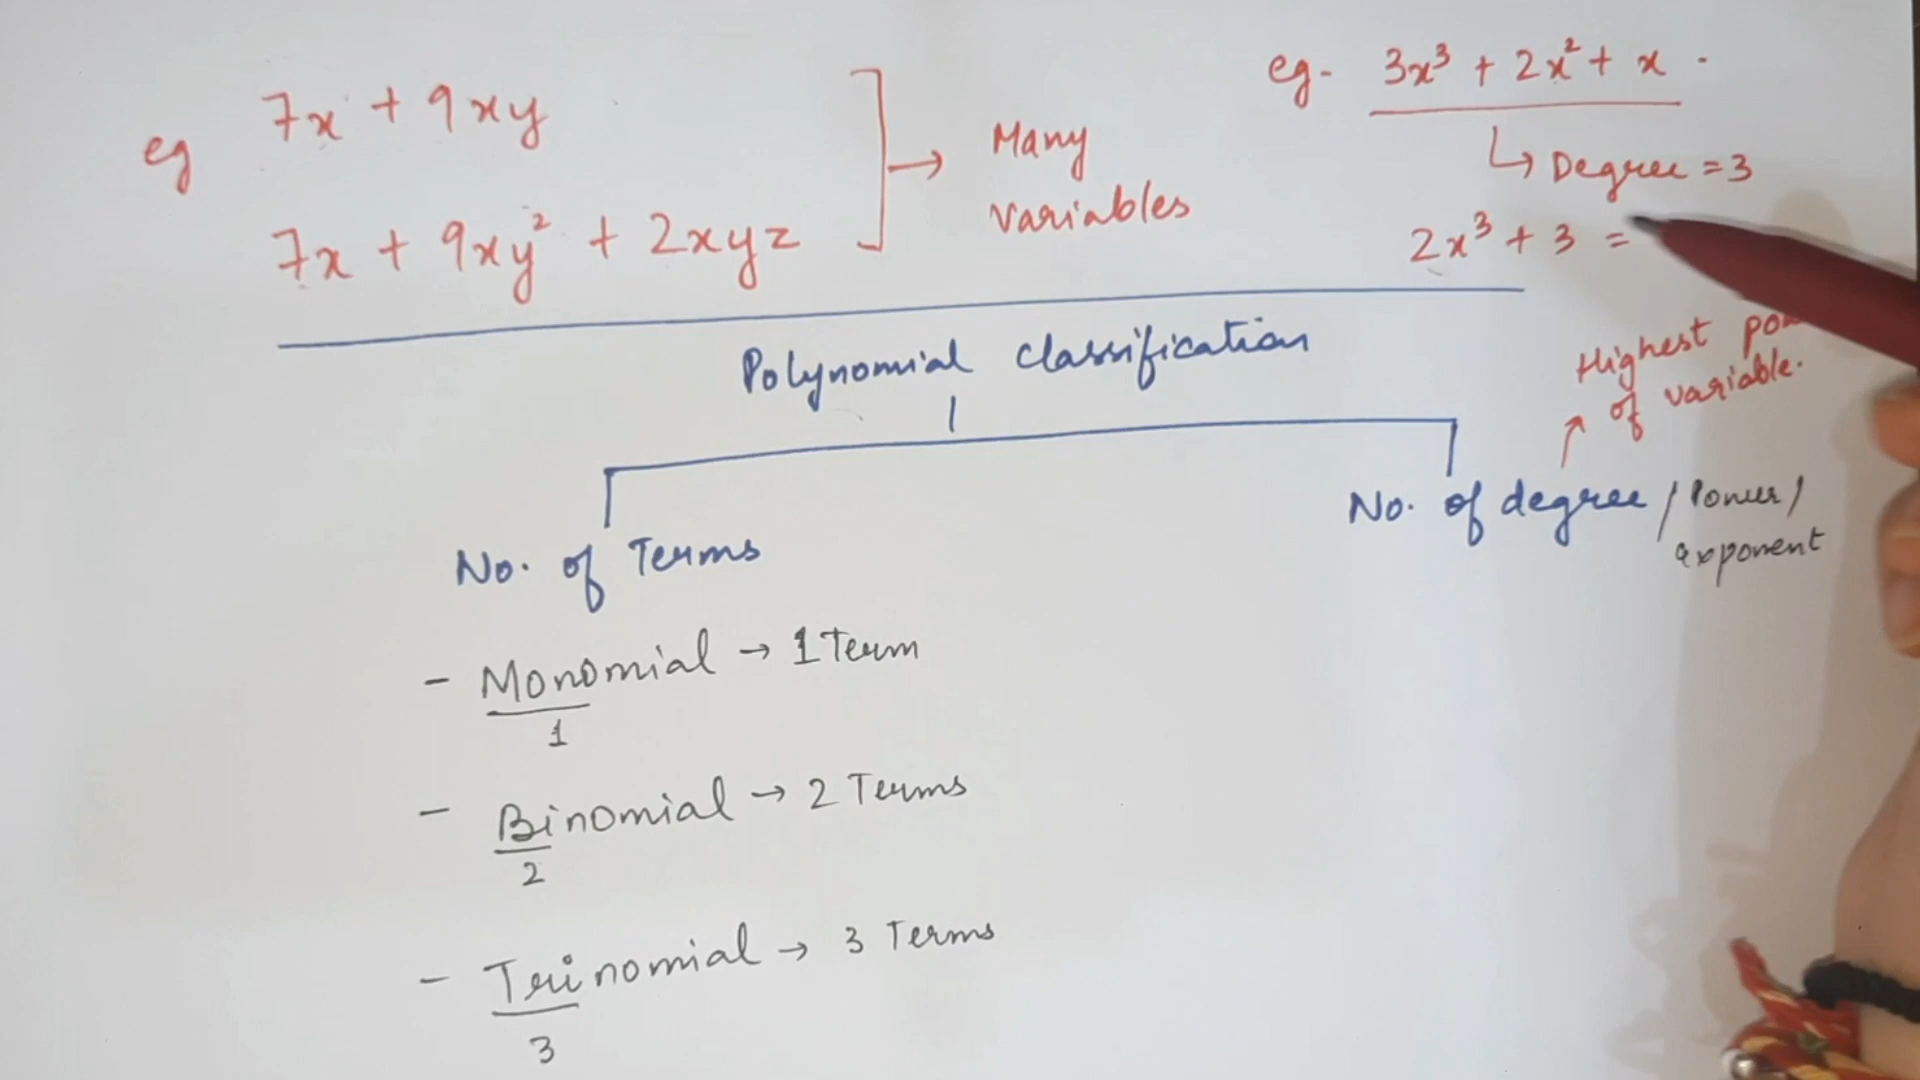 eg
7x + 9xy
7x + 9xy² + 2xyz
→ Many
variables
eg- 3x³ + 2x² + x .
↳ Degree = 3
2x³ + 3 =
Polynomial classification
Highest
of variable.
No. of Terms
- Monomial → 1 Term
1
- Binomial → 2 Terms
2
- Trinomial → 3 Terms
3
No. of degree / Power /
exponent